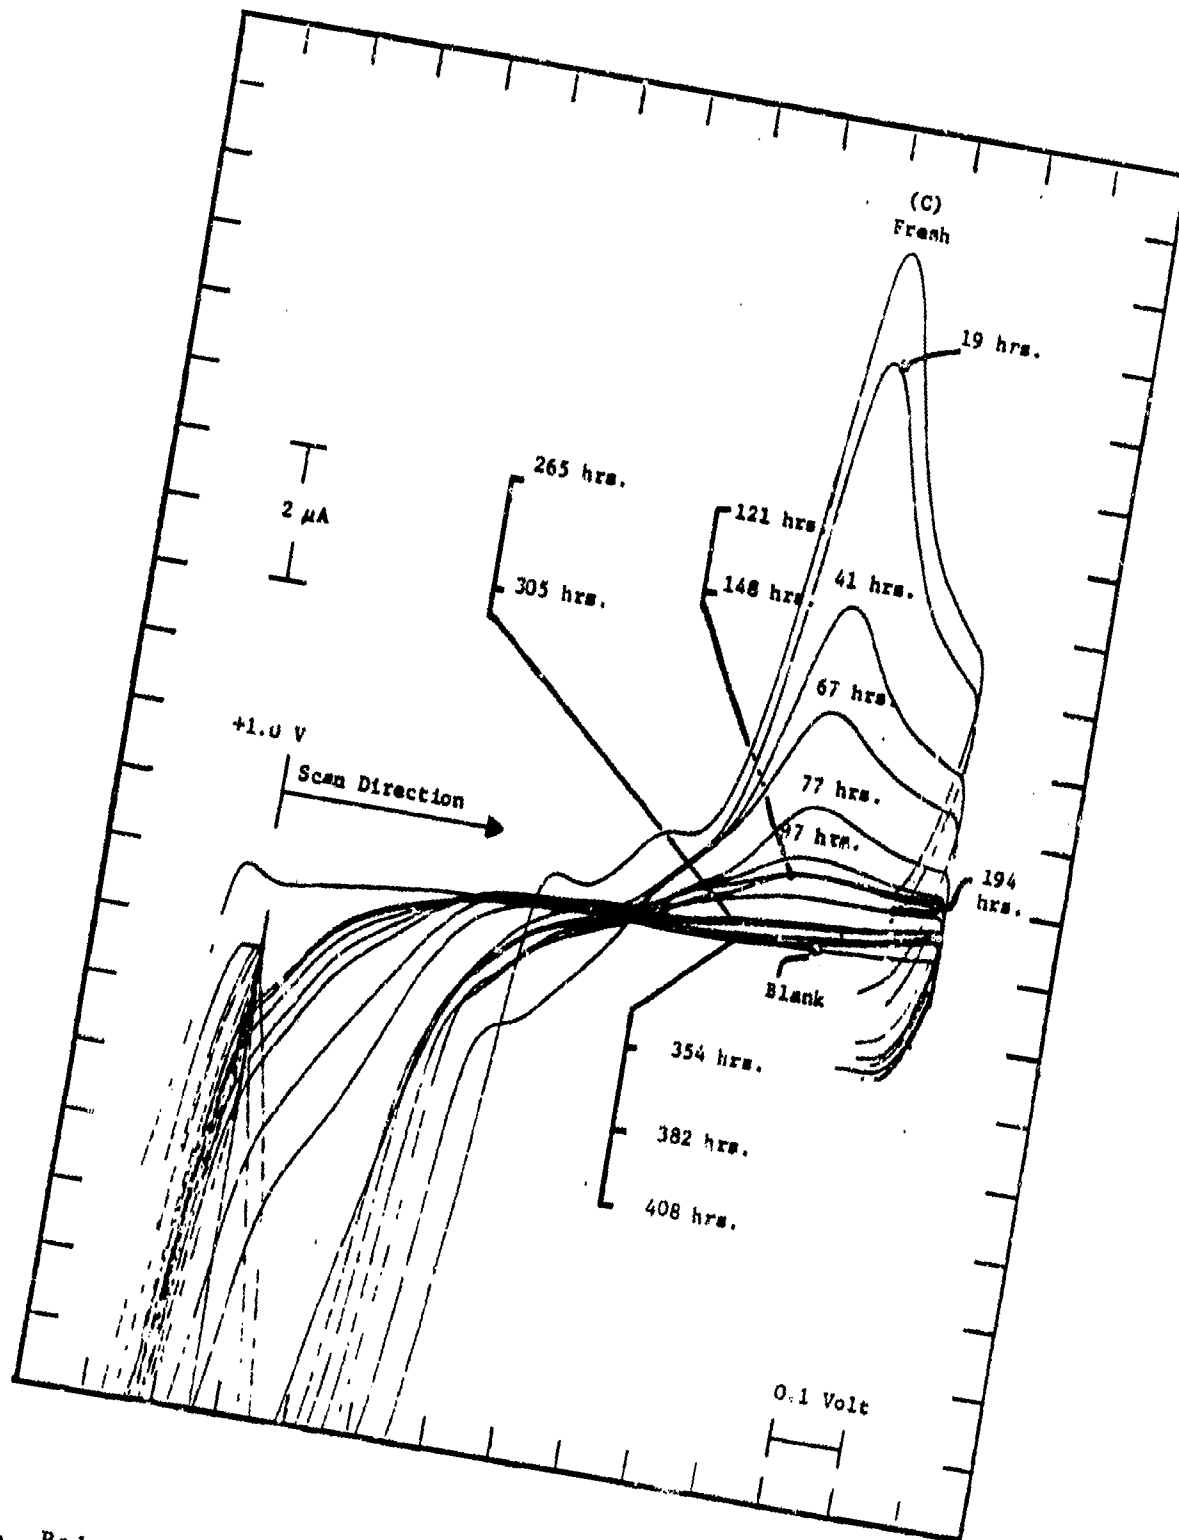 (C)
Fresh
19 hrs.
265 hrs.
2 μA
121 hrs.
305 hrs.
148 hrs.
41 hrs.
67 hrs.
+1.0 V
Scan Direction
77 hrs.
97 hrs.
194
hrs.
Blank
354 hrs.
382 hrs.
408 hrs.
0.1 Volt